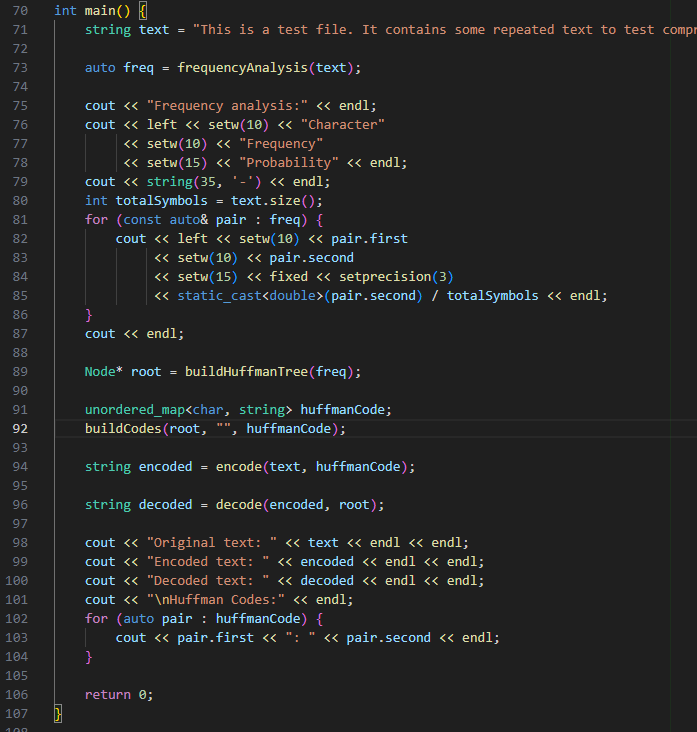 70 int main() {
71     string text = "This is a test file. It contains some repeated text to test compr
72
73     auto freq = frequencyAnalysis(text);
74
75     cout << "Frequency analysis:" << endl;
76     cout << left << setw(10) << "Character"
77          << setw(10) << "Frequency"
78          << setw(15) << "Probability" << endl;
79     cout << string(35, '-') << endl;
80     int totalSymbols = text.size();
81     for (const auto& pair : freq) {
82         cout << left << setw(10) << pair.first
83              << setw(10) << pair.second
84              << setw(15) << fixed << setprecision(3)
85              << static_cast<double>(pair.second) / totalSymbols << endl;
86     }
87     cout << endl;
88
89     Node* root = buildHuffmanTree(freq);
90
91     unordered_map<char, string> huffmanCode;
92     buildCodes(root, "", huffmanCode);
93
94     string encoded = encode(text, huffmanCode);
95
96     string decoded = decode(encoded, root);
97
98     cout << "Original text: " << text << endl << endl;
99     cout << "Encoded text: " << encoded << endl << endl;
100     cout << "Decoded text: " << decoded << endl << endl;
101     cout << "\nHuffman Codes:" << endl;
102     for (auto pair : huffmanCode) {
103         cout << pair.first << ": " << pair.second << endl;
104     }
105
106     return 0;
107 }